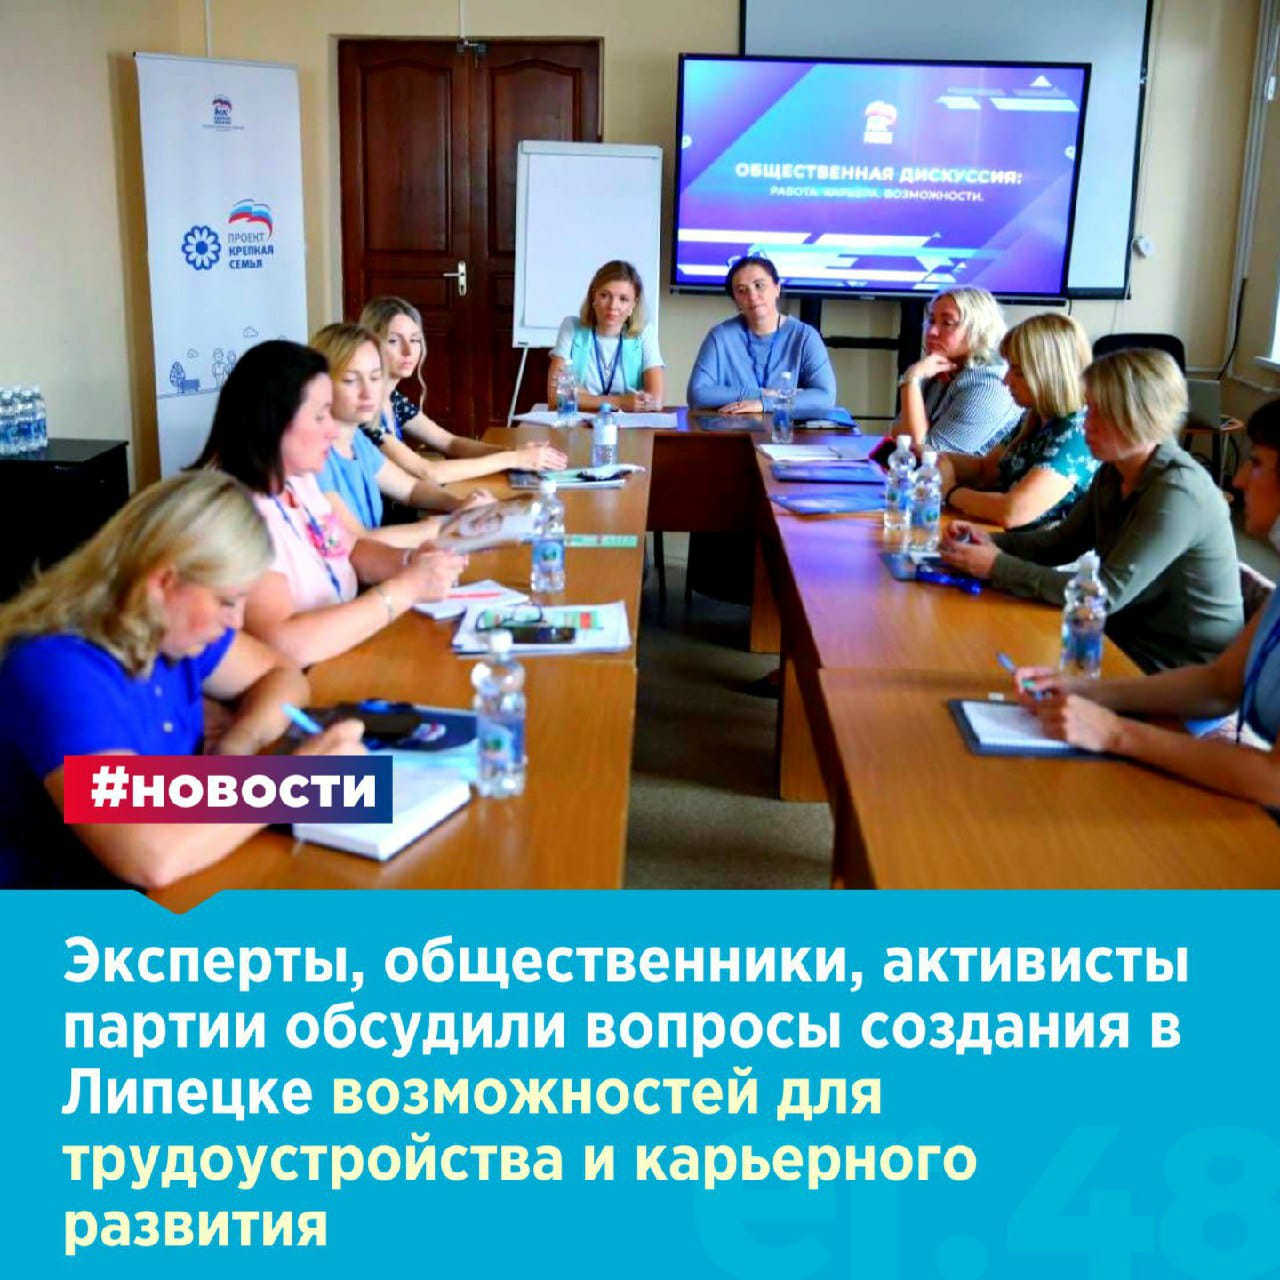 ПРОЕКТ
КРЕПКАЯ
СЕМЬЯ
ОБЩЕСТВЕННАЯ ДИСКУССИЯ:
РАБОТА. КАРЬЕРА. ВОЗМОЖНОСТИ.
#НОВОСТИ
Эксперты, общественники, активисты
партии обсудили вопросы создания в
Липецке возможностей для
трудоустройства и карьерного
развития
er.48